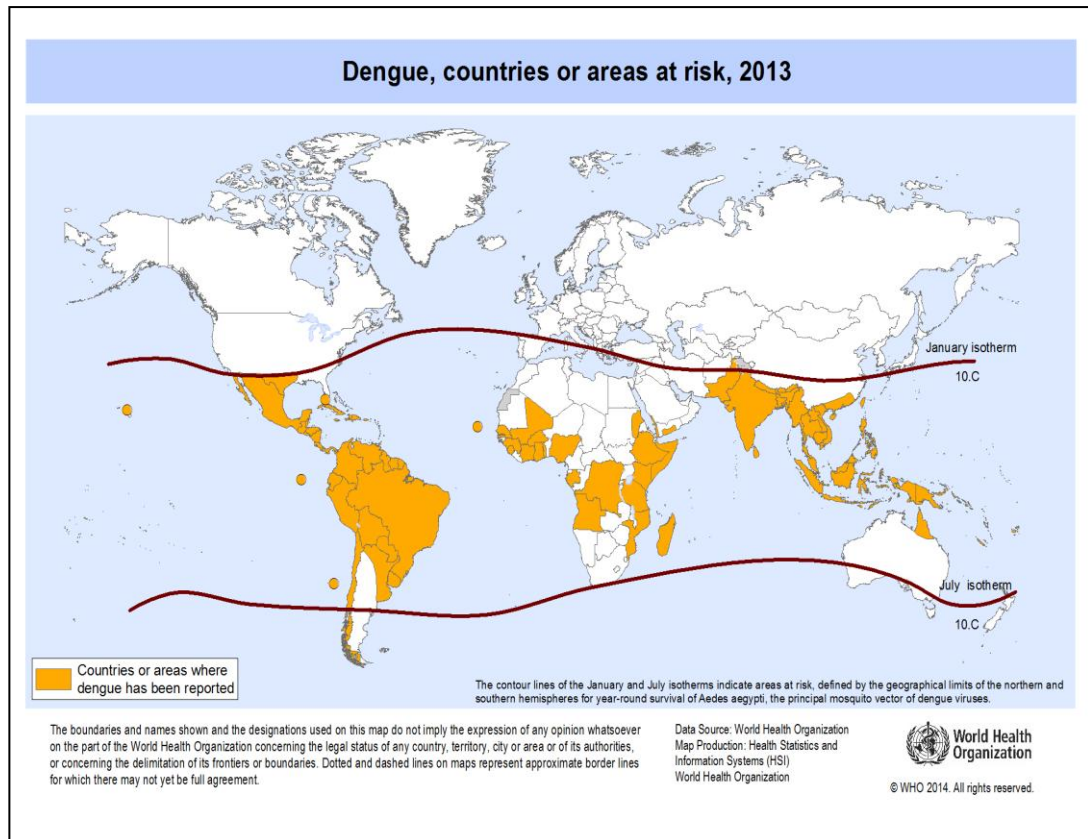 Dengue, countries or areas at risk, 2013
January isotherm
10.C
July isotherm
10.C
Countries or areas where
dengue has been reported
The contour lines of the January and July isotherms indicate areas at risk, defined by the geographical limits of the northern and
southern hemispheres for year-round survival of Aedes aegypti, the principal mosquito vector of dengue viruses.
The boundaries and names shown and the designations used on this map do not imply the expression of any opinion whatsoever
on the part of the World Health Organization concerning the legal status of any country, territory, city or area or of its authorities,
or concerning the delimitation of its frontiers or boundaries. Dotted and dashed lines on maps represent approximate border lines
for which there may not yet be full agreement.
Data Source: World Health Organization
Map Production: Health Statistics and
Information Systems (HSI)
World Health Organization
World Health
Organization
© WHO 2014. All rights reserved.